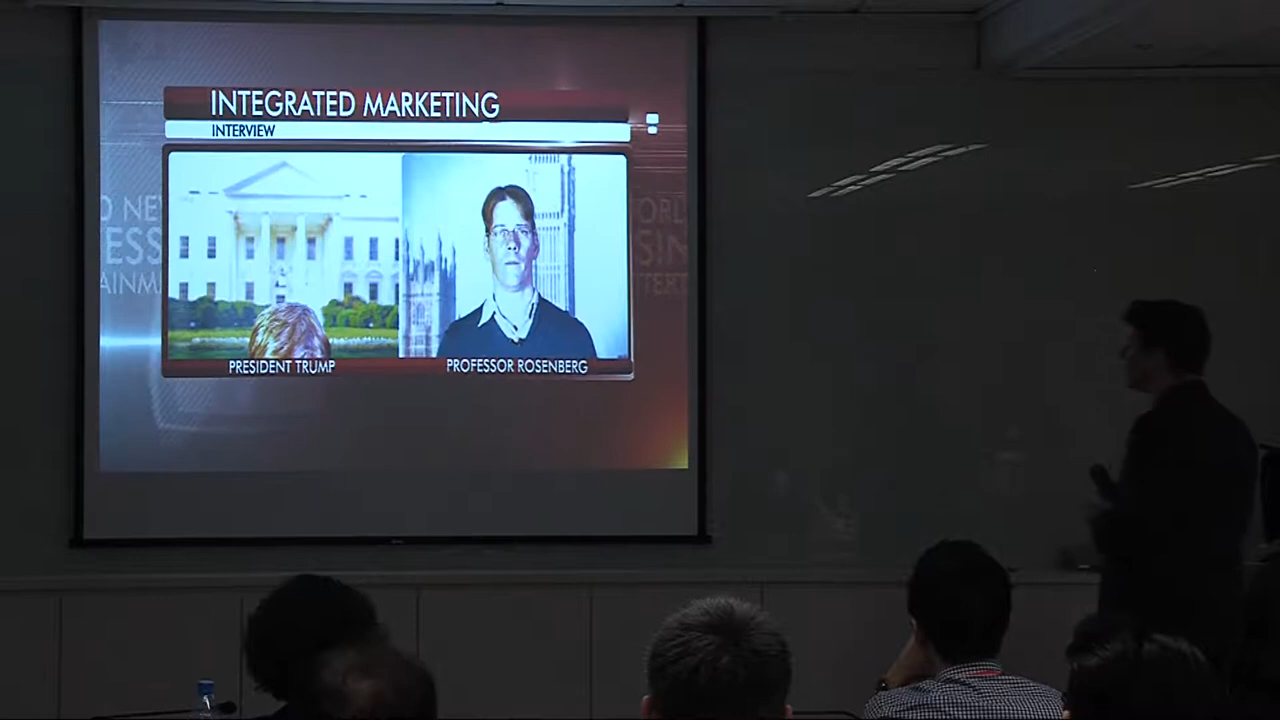 INTEGRATED MARKETING
INTERVIEW
PRESIDENT TRUMP
PROFESSOR ROSENBERG